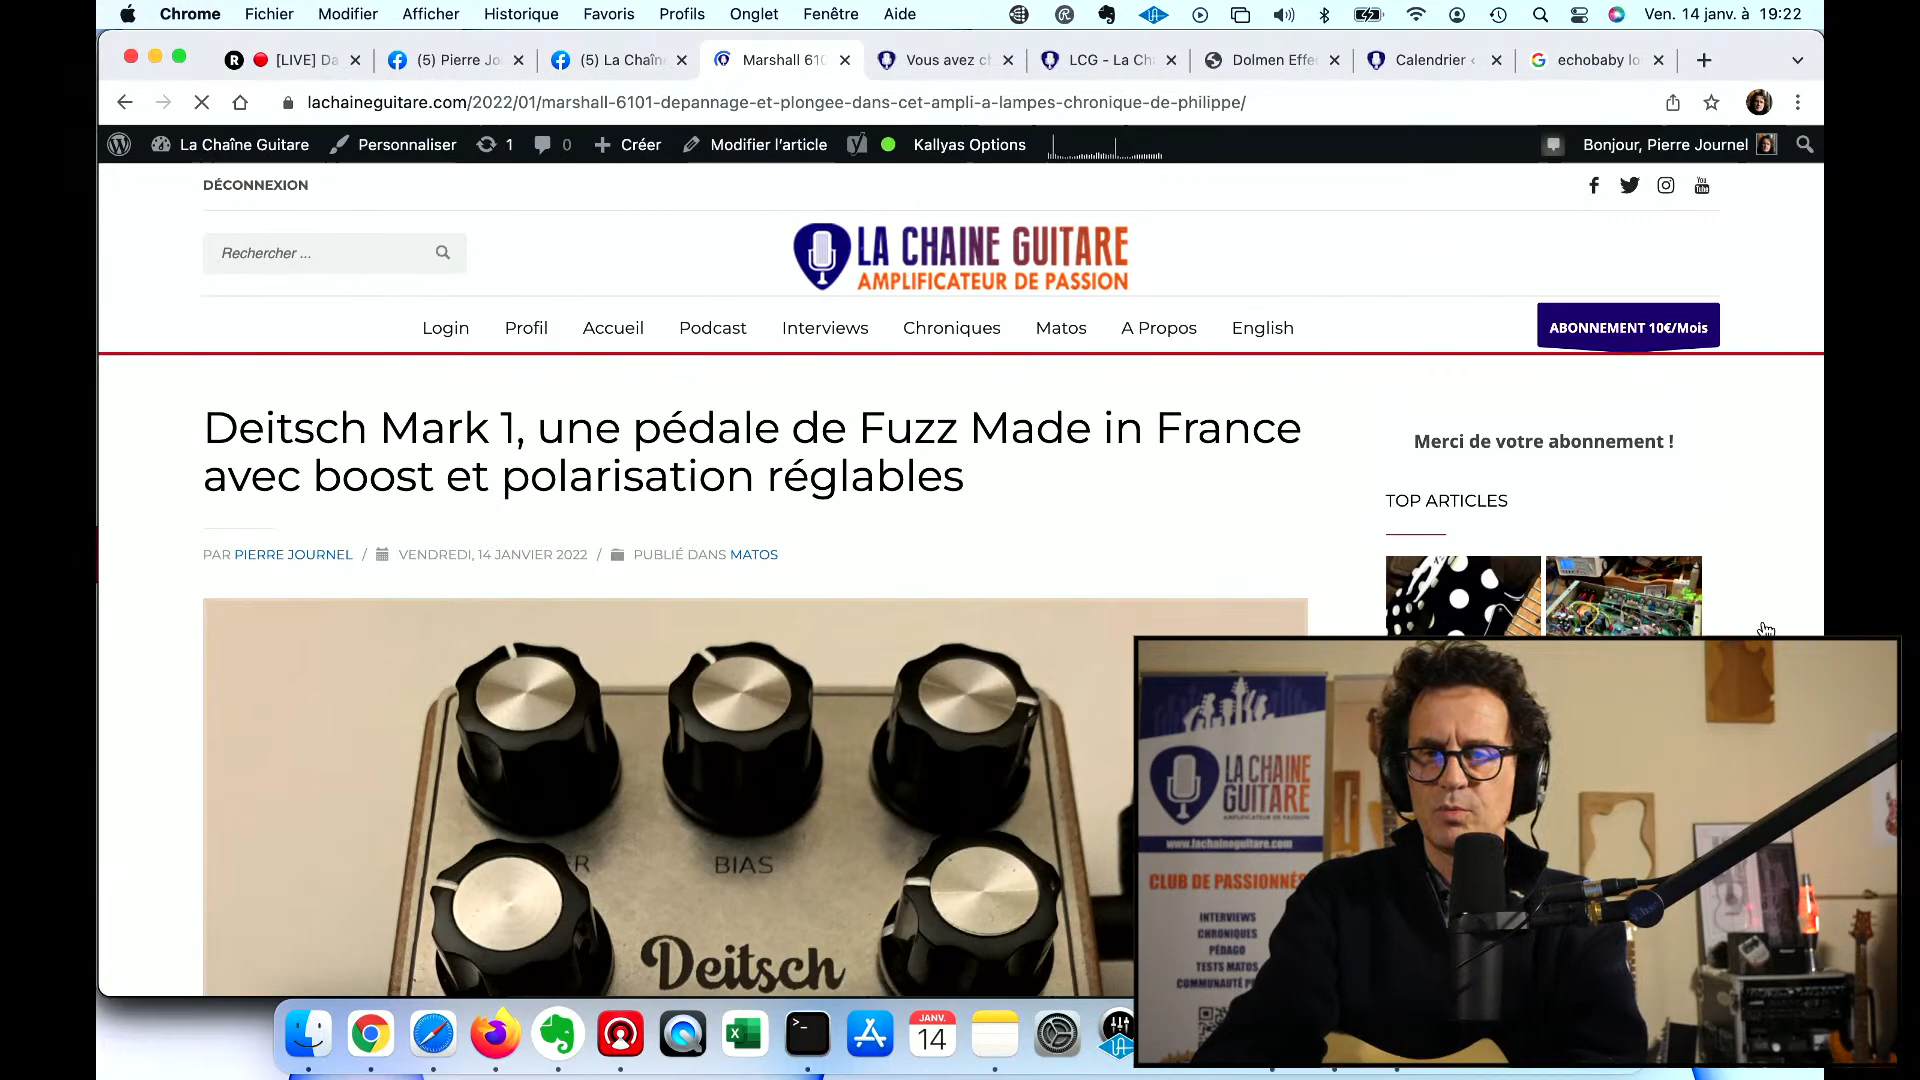 Chrome Fichier Modifier Afficher Historique Favoris Profils Onglet Fenêtre Aide Ven. 14 janv. à 19:22
[LIVE] Da (5) Pierre Jo (5) La Chaîn Marshall 610 Vous avez c LCG - La Ch Dolmen Effe Calendrier ‹ echobaby lo
lachaineguitare.com/2022/01/marshall-6101-depannage-et-plongee-dans-cet-ampli-a-lampes-chronique-de-philippe/
La Chaîne Guitare Personnaliser 1 0 Créer Modifier l'article Kallyas Options Bonjour, Pierre Journel
DÉCONNEXION
Rechercher ...
LA CHAINE GUITARE
AMPLIFICATEUR DE PASSION
Login Profil Accueil Podcast Interviews Chroniques Matos A Propos English ABONNEMENT 10€/Mois
Deitsch Mark 1, une pédale de Fuzz Made in France
avec boost et polarisation réglables
Merci de votre abonnement !
TOP ARTICLES
PAR PIERRE JOURNEL / VENDREDI, 14 JANVIER 2022 / PUBLIÉ DANS MATOS
BIAS
Deitsch
LA CHAINE
GUITARE
AMPLIFICATEUR DE PASSION
www.lachaineguitare.com
CLUB DE PASSIONNÉS
INTERVIEWS
CHRONIQUES
PÉDAGO
TESTS MATOS
COMMUNAUTÉ
JANV.
14